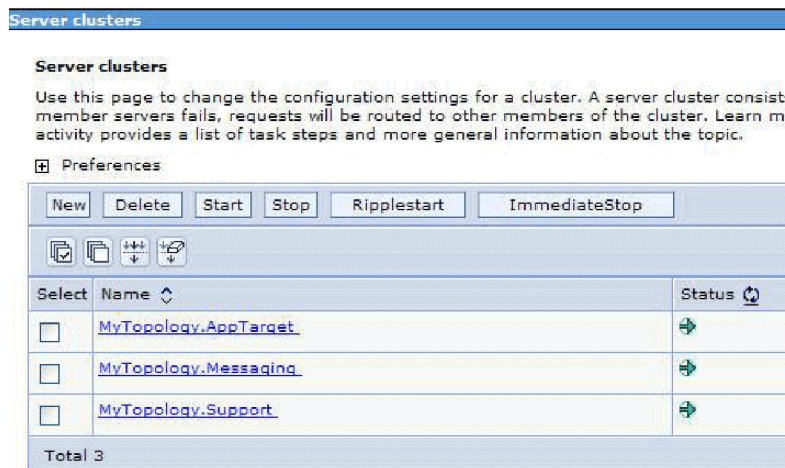 Server clusters
Server clusters
Use this page to change the configuration settings for a cluster. A server cluster consist
member servers fails, requests will be routed to other members of the cluster. Learn m
activity provides a list of task steps and more general information about the topic.
Preferences
New Delete Start Stop Ripplestart ImmediateStop
Select Name Status
MyTopology.AppTarget
MyTopology.Messaging
MyTopology.Support
Total 3